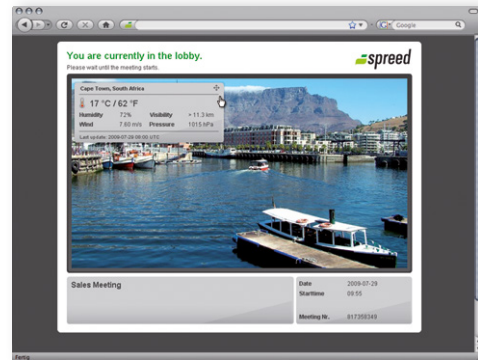 Google
You are currently in the lobby.
Please wait until the meeting starts.
spreed
Cape Town, South Africa
17 °C / 62 °F
Humidity 72% Visibility > 11.3 km
Wind 7.60 m/s Pressure 1015 hPa
Last update: 2009-07-29 09:00 UTC
Sales Meeting
Date 2009-07-29
Starttime 09:55
Meeting Nr. 817359349
Fertig